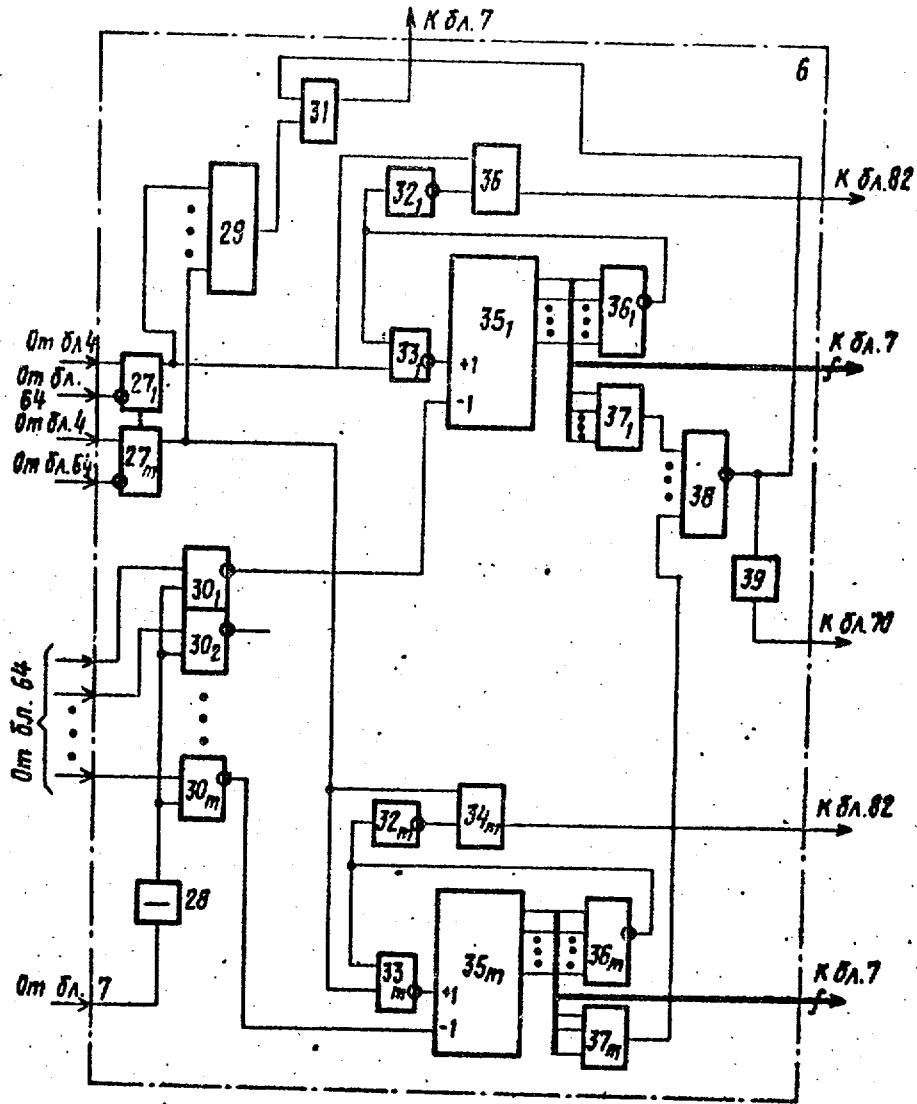 К бл.7
6
31
29
32₁
36
К бл.82
35₁
36₁
От бл.4
27₁
От бл.
64
От бл.4
27m
От бл.64
33₁
+1
-1
К бл.7
37₁
38
39
К бл.70
30₁
30₂
От бл. 64
30m
28
От бл. 7
32m
34m
К бл.82
35m
36m
33
m
+1
-1
К бл.7
37m